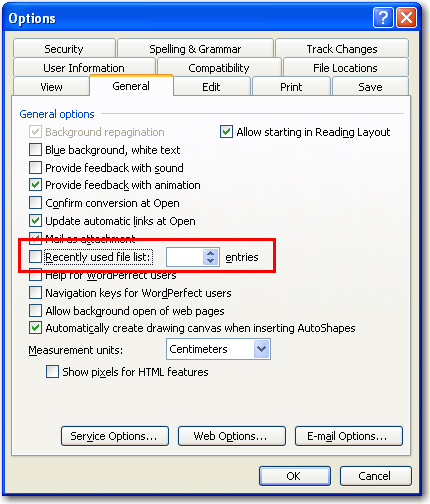 Options
Security Spelling & Grammar Track Changes
User Information Compatibility File Locations
View General Edit Print Save
General options
Background repagination Allow starting in Reading Layout
Blue background, white text
Provide feedback with sound
Provide feedback with animation
Confirm conversion at Open
Update automatic links at Open
Mail as attachment
Recently used file list: entries
Help for WordPerfect users
Navigation keys for WordPerfect users
Allow background open of web pages
Automatically create drawing canvas when inserting AutoShapes
Measurement units: Centimeters
Show pixels for HTML features
Service Options... Web Options... E-mail Options...
OK Cancel